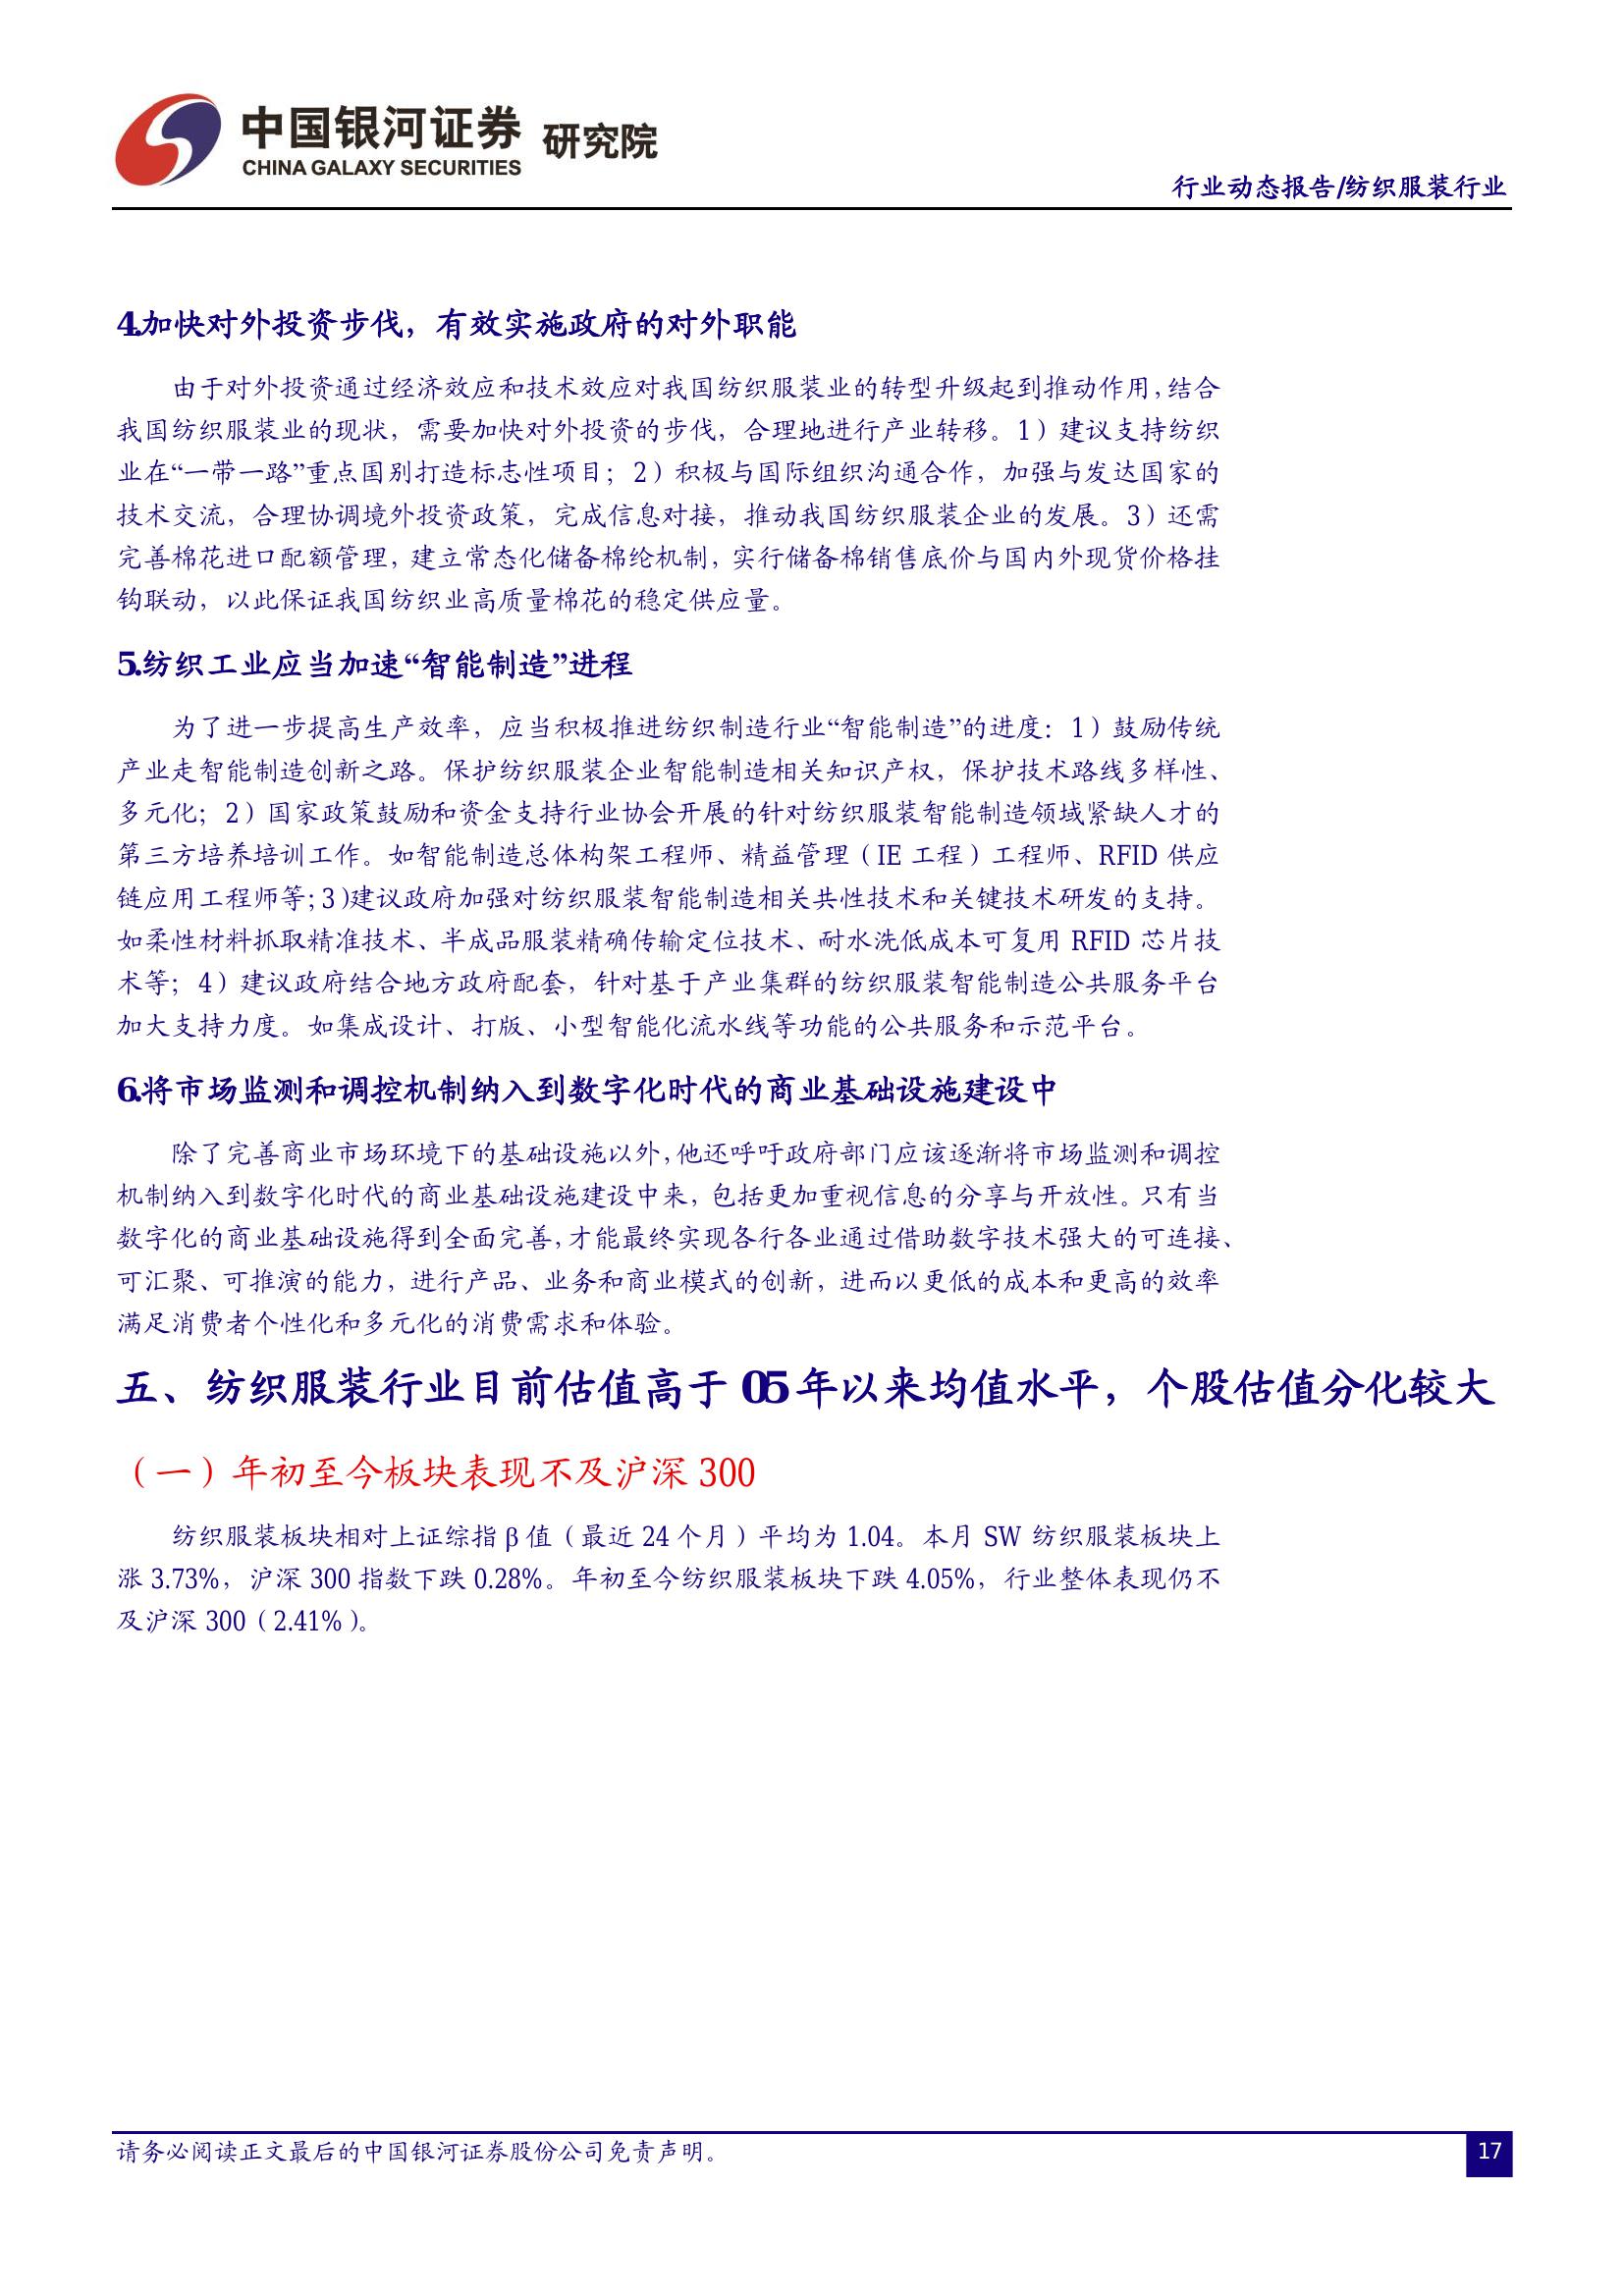 中国银河证券 研究院
CHINA GALAXY SECURITIES
行业动态报告/纺织服装行业
4.加快对外投资步伐，有效实施政府的对外职能
由于对外投资通过经济效应和技术效应对我国纺织服装业的转型升级起到推动作用，结合
我国纺织服装业的现状，需要加快对外投资的步伐，合理地进行产业转移。1）建议支持纺织
业在“一带一路”重点国别打造标志性项目；2）积极与国际组织沟通合作，加强与发达国家的
技术交流，合理协调境外投资政策，完成信息对接，推动我国纺织服装企业的发展。3）还需
完善棉花进口配额管理，建立常态化储备棉纶机制，实行储备棉销售底价与国内外现货价格挂
钩联动，以此保证我国纺织业高质量棉花的稳定供应量。
5.纺织工业应当加速“智能制造”进程
为了进一步提高生产效率，应当积极推进纺织制造行业“智能制造”的进度：1）鼓励传统
产业走智能制造创新之路。保护纺织服装企业智能制造相关知识产权，保护技术路线多样性、
多元化；2）国家政策鼓励和资金支持行业协会开展的针对纺织服装智能制造领域紧缺人才的
第三方培养培训工作。如智能制造总体构架工程师、精益管理（IE 工程）工程师、RFID 供应
链应用工程师等；3)建议政府加强对纺织服装智能制造相关共性技术和关键技术研发的支持。
如柔性材料抓取精准技术、半成品服装精确传输定位技术、耐水洗低成本可复用 RFID 芯片技
术等；4）建议政府结合地方政府配套，针对基于产业集群的纺织服装智能制造公共服务平台
加大支持力度。如集成设计、打版、小型智能化流水线等功能的公共服务和示范平台。
6.将市场监测和调控机制纳入到数字化时代的商业基础设施建设中
除了完善商业市场环境下的基础设施以外，他还呼吁政府部门应该逐渐将市场监测和调控
机制纳入到数字化时代的商业基础设施建设中来，包括更加重视信息的分享与开放性。只有当
数字化的商业基础设施得到全面完善，才能最终实现各行各业通过借助数字技术强大的可连接、
可汇聚、可推演的能力，进行产品、业务和商业模式的创新，进而以更低的成本和更高的效率
满足消费者个性化和多元化的消费需求和体验。
五、纺织服装行业目前估值高于 05 年以来均值水平，个股估值分化较大
（一）年初至今板块表现不及沪深 300
纺织服装板块相对上证综指 β 值（最近 24 个月）平均为 1.04。本月 SW 纺织服装板块上
涨 3.73%，沪深 300 指数下跌 0.28%。年初至今纺织服装板块下跌 4.05%，行业整体表现仍不
及沪深 300（2.41%）。
请务必阅读正文最后的中国银河证券股份公司免责声明。
17